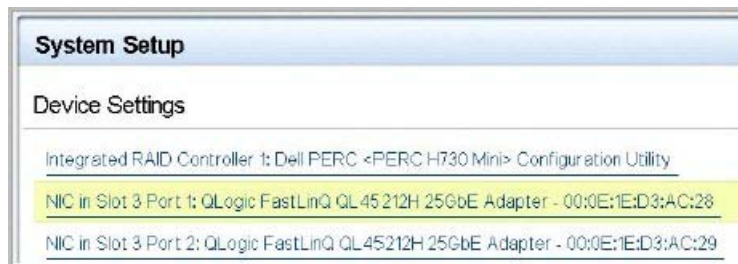 System Setup
Device Settings
Integrated RAID Controller 1: Dell PERC <PERC H730 Mini> Configuration Utility
NIC in Slot 3 Port 1: QLogic FastLinQ QL45212H 25GbE Adapter - 00:0E:1E:D3:AC:28
NIC in Slot 3 Port 2: QLogic FastLinQ QL45212H 25GbE Adapter - 00:0E:1E:D3:AC:29